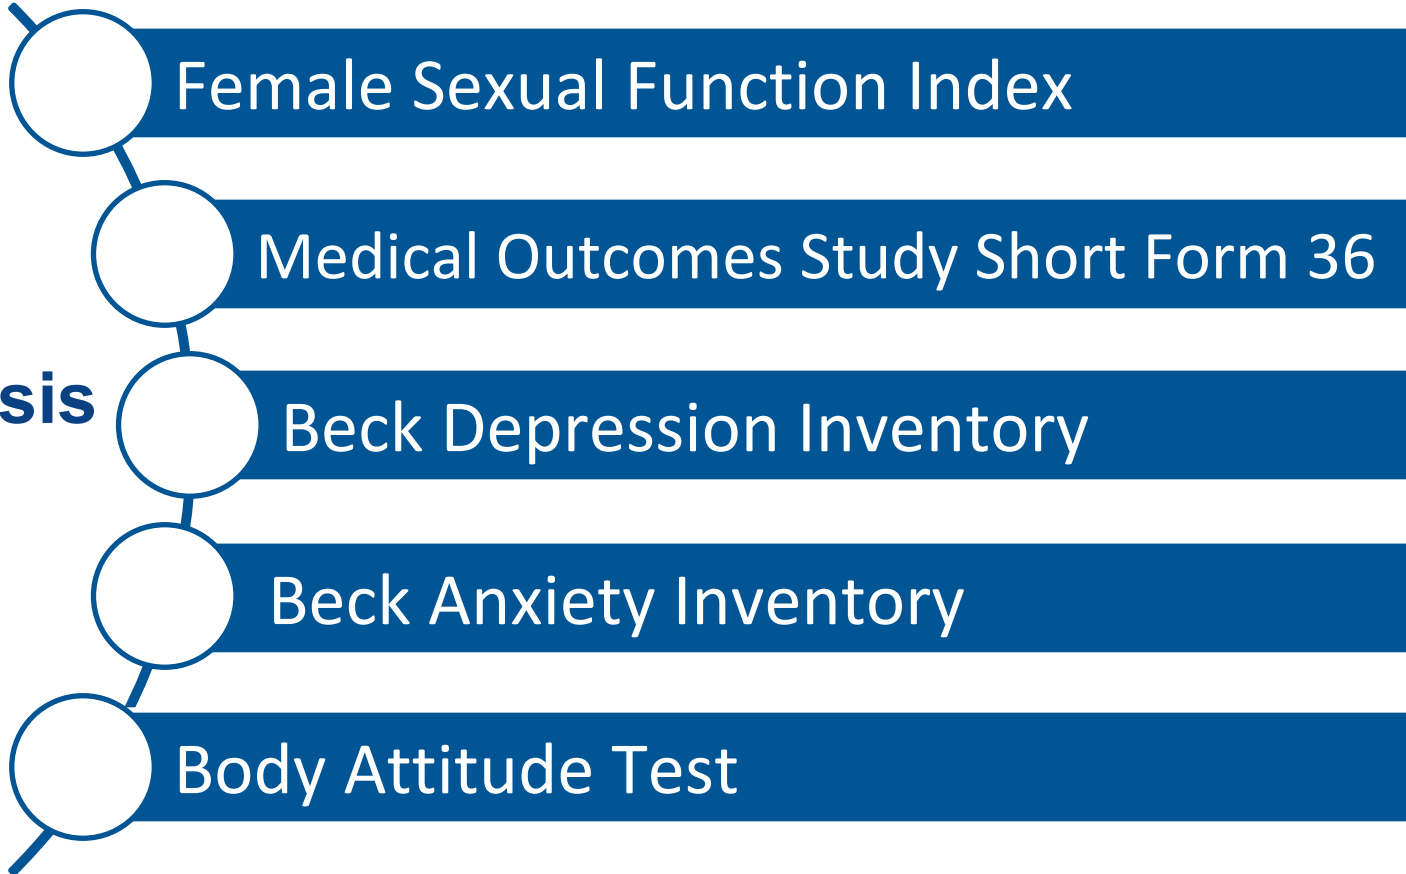 Female Sexual Function Index
Medical Outcomes Study Short Form 36
sis
Beck Depression Inventory
Beck Anxiety Inventory
Body Attitude Test